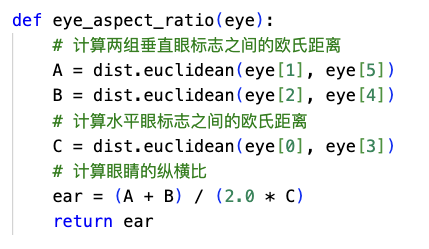 def eye_aspect_ratio(eye):
    # 计算两组垂直眼标志之间的欧氏距离
    A = dist.euclidean(eye[1], eye[5])
    B = dist.euclidean(eye[2], eye[4])
    # 计算水平眼标志之间的欧氏距离
    C = dist.euclidean(eye[0], eye[3])
    # 计算眼睛的纵横比
    ear = (A + B) / (2.0 * C)
    return ear